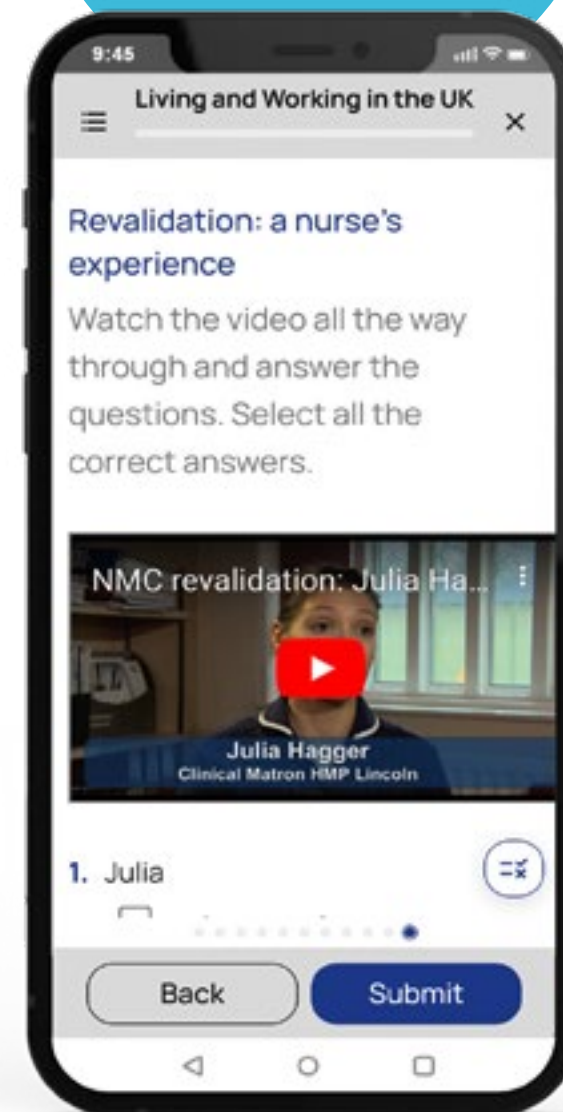 9:45
Living and Working in the UK
Revalidation: a nurse's
experience
Watch the video all the way
through and answer the
questions. Select all the
correct answers.
NMC revalidation: Julia Ha...
Julia Hagger
Clinical Matron HMP Lincoln
1. Julia
Back
Submit